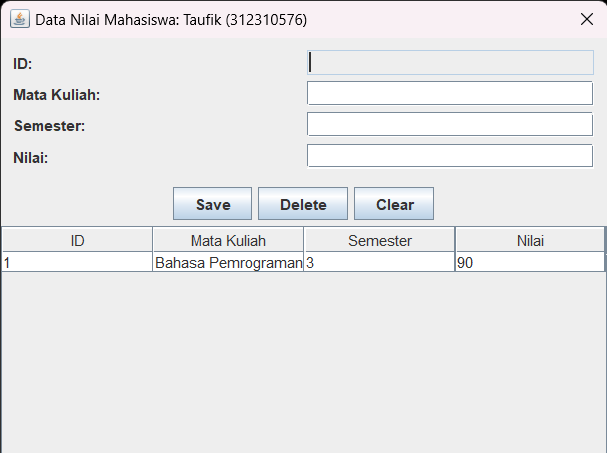 Data Nilai Mahasiswa: Taufik (312310576)
ID:
Mata Kuliah:
Semester:
Nilai:
Save Delete Clear
ID Mata Kuliah Semester Nilai
1 Bahasa Pemrograman 3 90